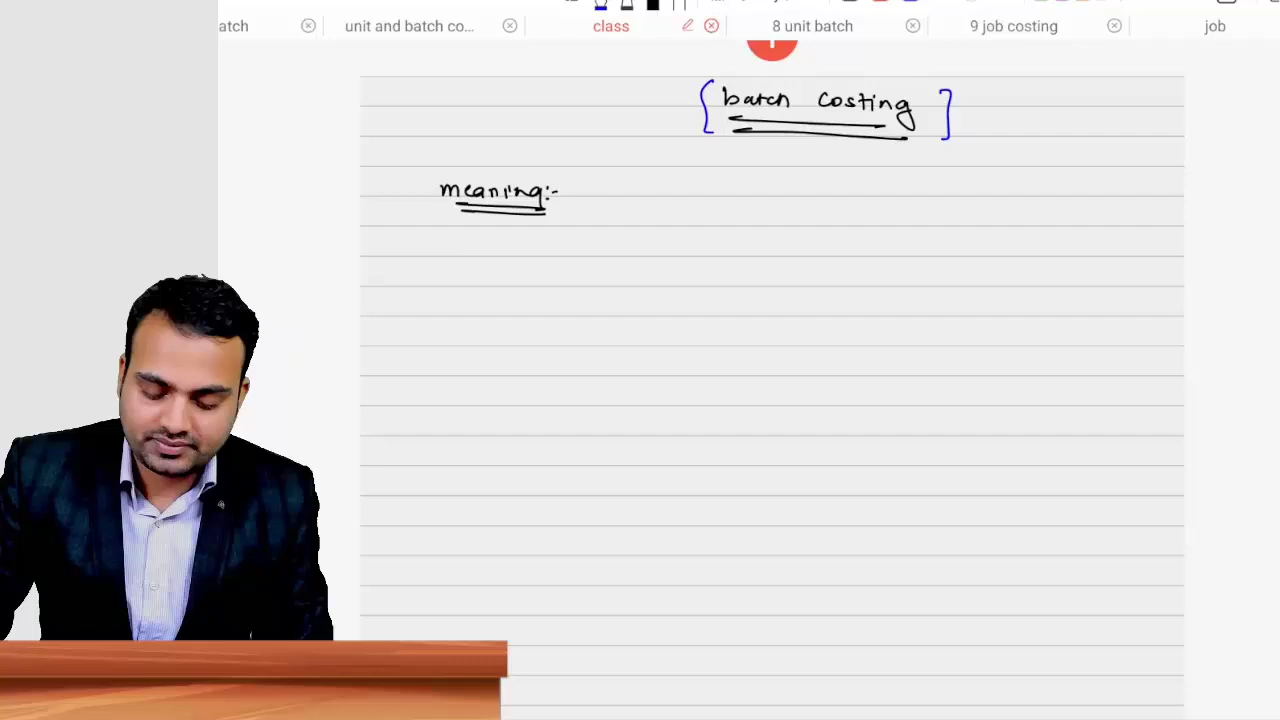 atch unit and batch co... class 8 unit batch 9 job costing job
[batch costing]
meaning:-